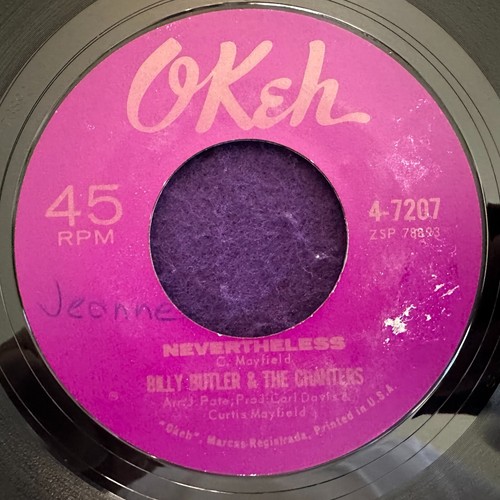 OKeh
45
RPM
4-7207
ZSP 78893
Jeanne
NEVERTHELESS
C. Mayfield
BILLY BUTLER & THE CHANTERS
Arr: J. Pate; Prod: Carl Davis &
Curtis Mayfield
"Okeh", Marcas Registrada. Printed in U.S.A.